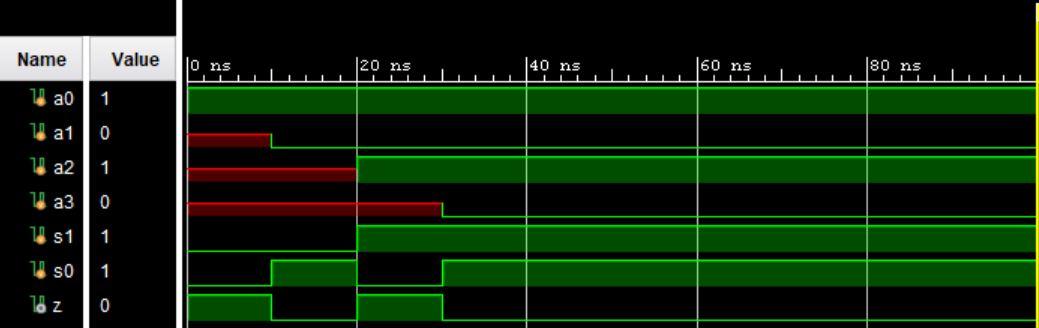 Name Value
0 ns 20 ns 40 ns 60 ns 80 ns
a0 1
a1 0
a2 1
a3 0
s1 1
s0 1
z 0